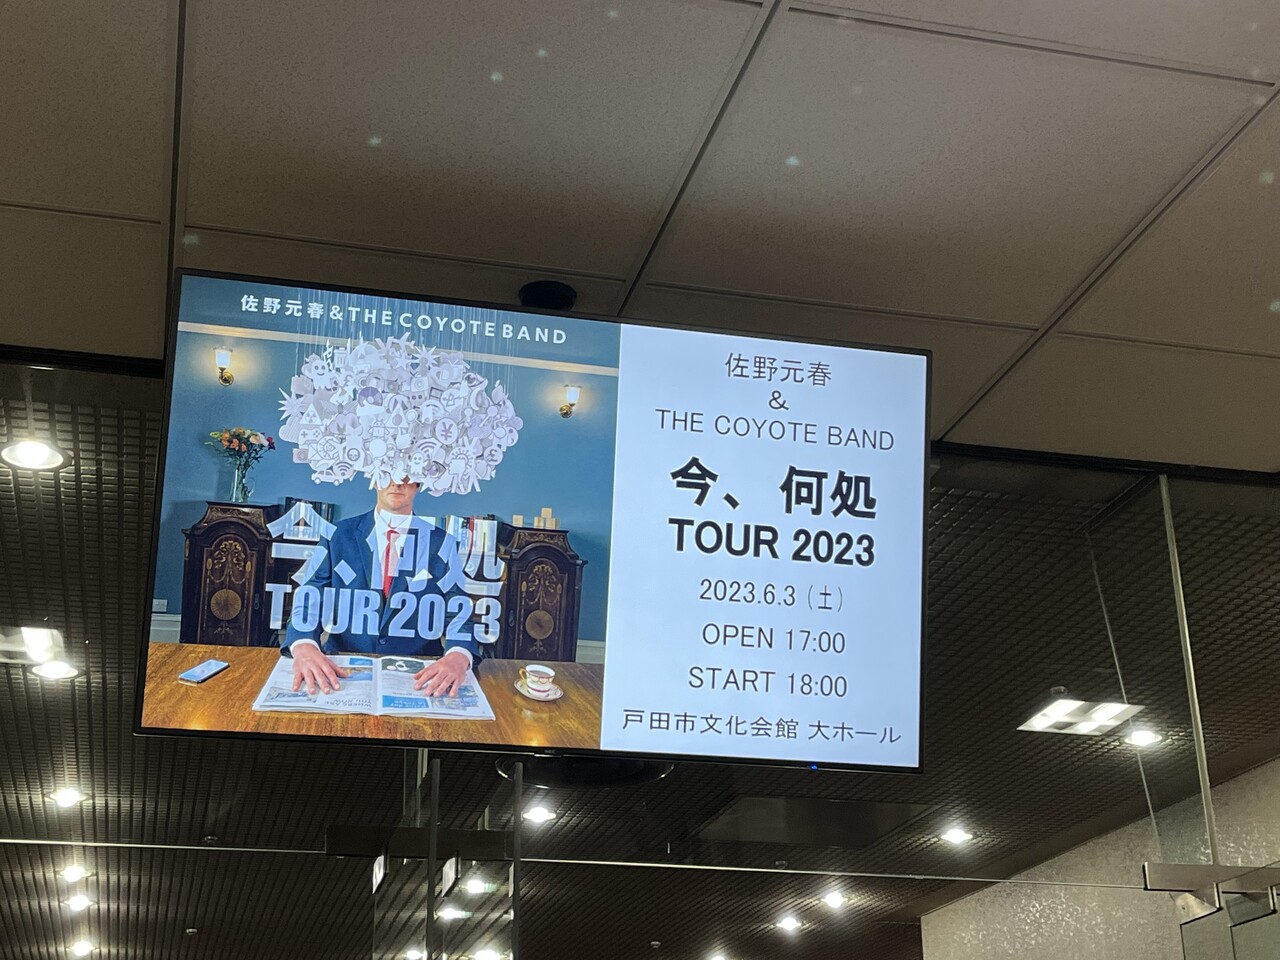 佐野元春&THE COYOTE BAND
今、何処
TOUR 2023
佐野元春
&
THE COYOTE BAND
今、何処
TOUR 2023
2023.6.3（土）
OPEN 17:00
START 18:00
戸田市文化会館 大ホール
NEC